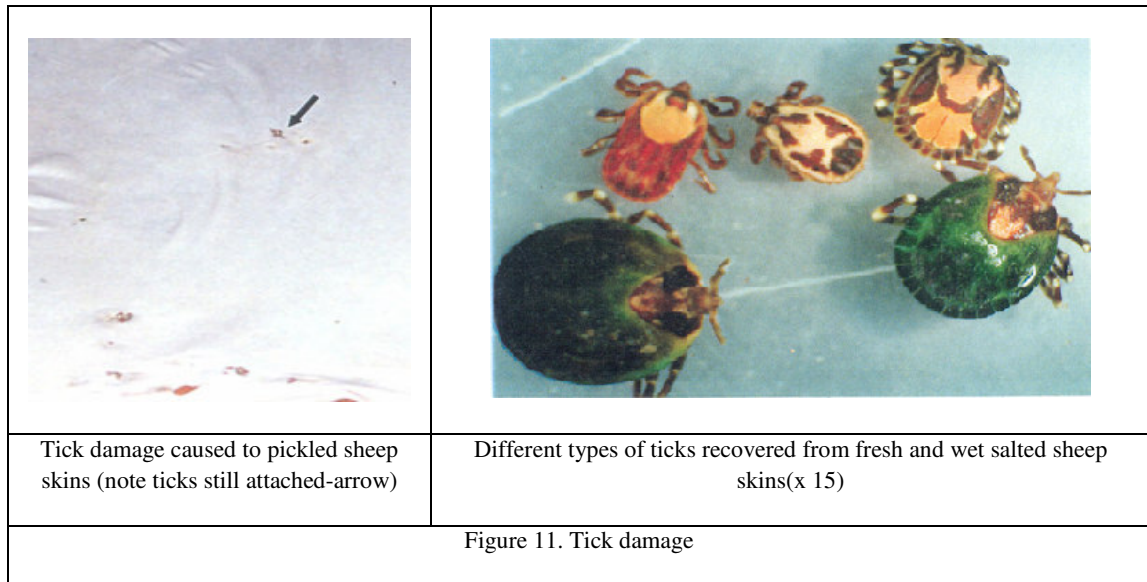 Tick damage caused to pickled sheep
skins (note ticks still attached-arrow)
Different types of ticks recovered from fresh and wet salted sheep
skins(x 15)
Figure 11. Tick damage